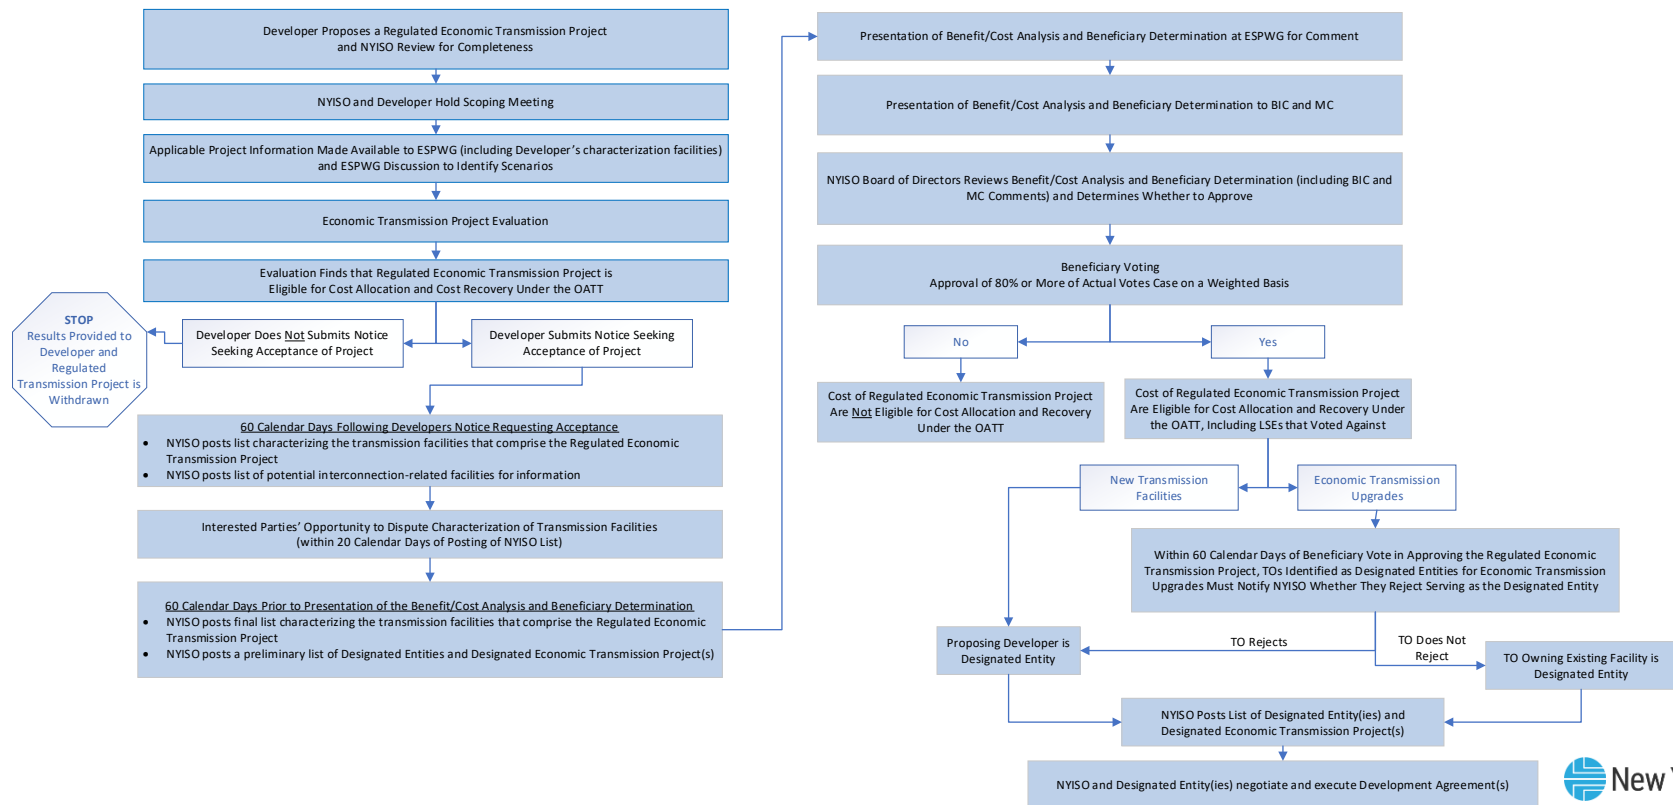 Developer Proposes a Regulated Economic Transmission Project
and NYISO Review for Completeness
NYISO and Developer Hold Scoping Meeting
Applicable Project Information Made Available to ESPWG (including Developer's characterization facilities)
and ESPWG Discussion to Identify Scenarios
Economic Transmission Project Evaluation
Evaluation Finds that Regulated Economic Transmission Project is
Eligible for Cost Allocation and Cost Recovery Under the OATT
STOP
Results Provided to
Developer and
Regulated
Transmission Project is
Withdrawn
Developer Does Not Submits Notice
Seeking Acceptance of Project
Developer Submits Notice Seeking
Acceptance of Project
60 Calendar Days Following Developers Notice Requesting Acceptance
• NYISO posts list characterizing the transmission facilities that comprise the Regulated Economic
Transmission Project
• NYISO posts list of potential interconnection-related facilities for information
Interested Parties' Opportunity to Dispute Characterization of Transmission Facilities
(within 20 Calendar Days of Posting of NYISO List)
60 Calendar Days Prior to Presentation of the Benefit/Cost Analysis and Beneficiary Determination
• NYISO posts final list characterizing the transmission facilities that comprise the Regulated Economic
Transmission Project
• NYISO posts a preliminary list of Designated Entities and Designated Economic Transmission Project(s)
Presentation of Benefit/Cost Analysis and Beneficiary Determination at ESPWG for Comment
Presentation of Benefit/Cost Analysis and Beneficiary Determination to BIC and MC
NYISO Board of Directors Reviews Benefit/Cost Analysis and Beneficiary Determination (including BIC and
MC Comments) and Determines Whether to Approve
Beneficiary Voting
Approval of 80% or More of Actual Votes Case on a Weighted Basis
No
Yes
Cost of Regulated Economic Transmission Project
Are Not Eligible for Cost Allocation and Recovery
Under the OATT
Cost of Regulated Economic Transmission Project
Are Eligible for Cost Allocation and Recovery Under
the OATT, Including LSEs that Voted Against
New Transmission
Facilities
Economic Transmission
Upgrades
Within 60 Calendar Days of Beneficiary Vote in Approving the Regulated Economic
Transmission Project, TOs Identified as Designated Entities for Economic Transmission
Upgrades Must Notify NYISO Whether They Reject Serving as the Designated Entity
Proposing Developer is
Designated Entity
TO Rejects
TO Does Not
Reject
TO Owning Existing Facility is
Designated Entity
NYISO Posts List of Designated Entity(ies) and
Designated Economic Transmission Project(s)
NYISO and Designated Entity(ies) negotiate and execute Development Agreement(s)
New